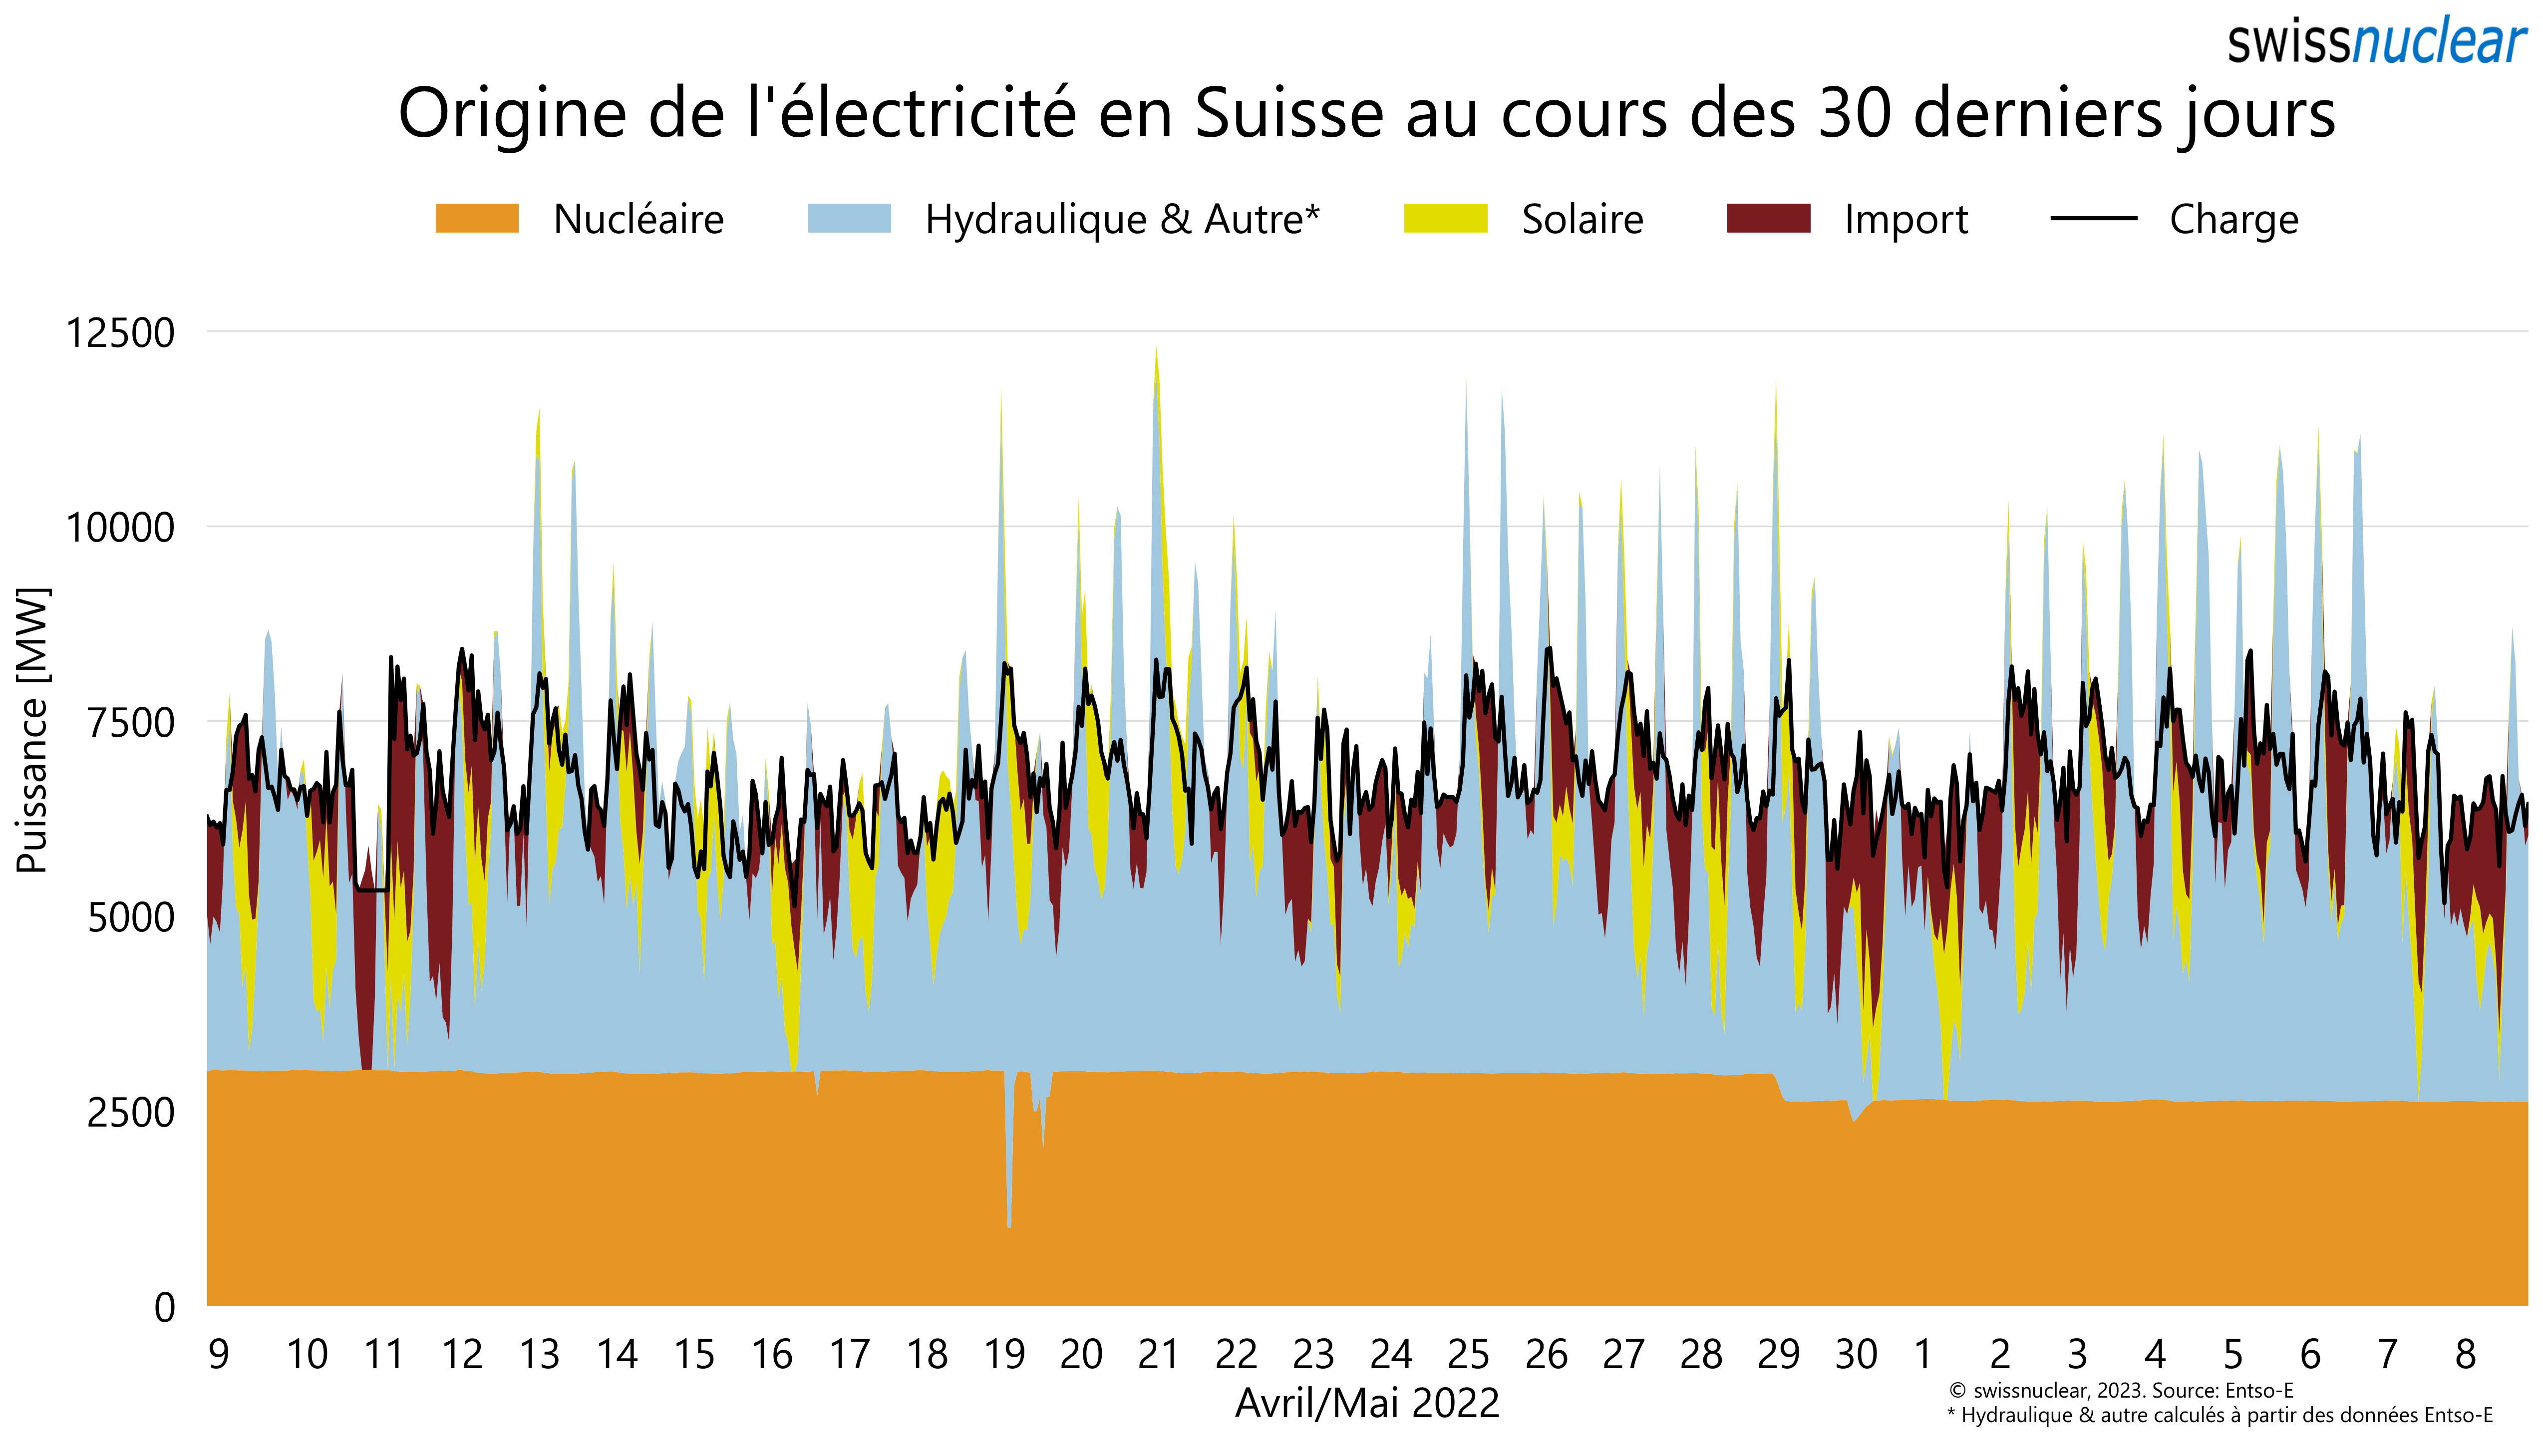 swissnuclear
Origine de l'électricité en Suisse au cours des 30 derniers jours
Nucléaire Hydraulique & Autre* Solaire Import Charge
12500
10000
7500
5000
2500
0
Puissance [MW]
9 10 11 12 13 14 15 16 17 18 19 20 21 22 23 24 25 26 27 28 29 30 1 2 3 4 5 6 7 8
Avril/Mai 2022
© swissnuclear, 2023. Source: Entso-E
* Hydraulique & autre calculés à partir des données Entso-E